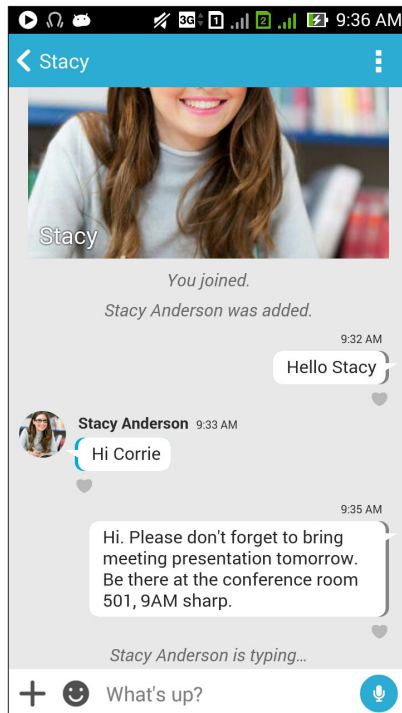 3G 1 2 9:36 AM
Stacy
Stacy
You joined.
Stacy Anderson was added.
9:32 AM
Hello Stacy
Stacy Anderson 9:33 AM
Hi Corrie
9:35 AM
Hi. Please don't forget to bring
meeting presentation tomorrow.
Be there at the conference room
501, 9AM sharp.
Stacy Anderson is typing...
What's up?